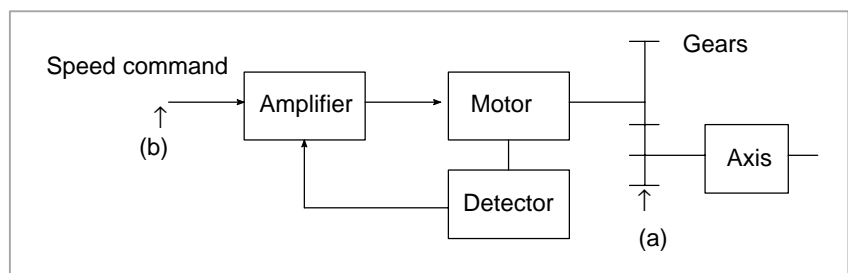 Gears
Speed command
Amplifier
Motor
(b)
Axis
Detector
(a)